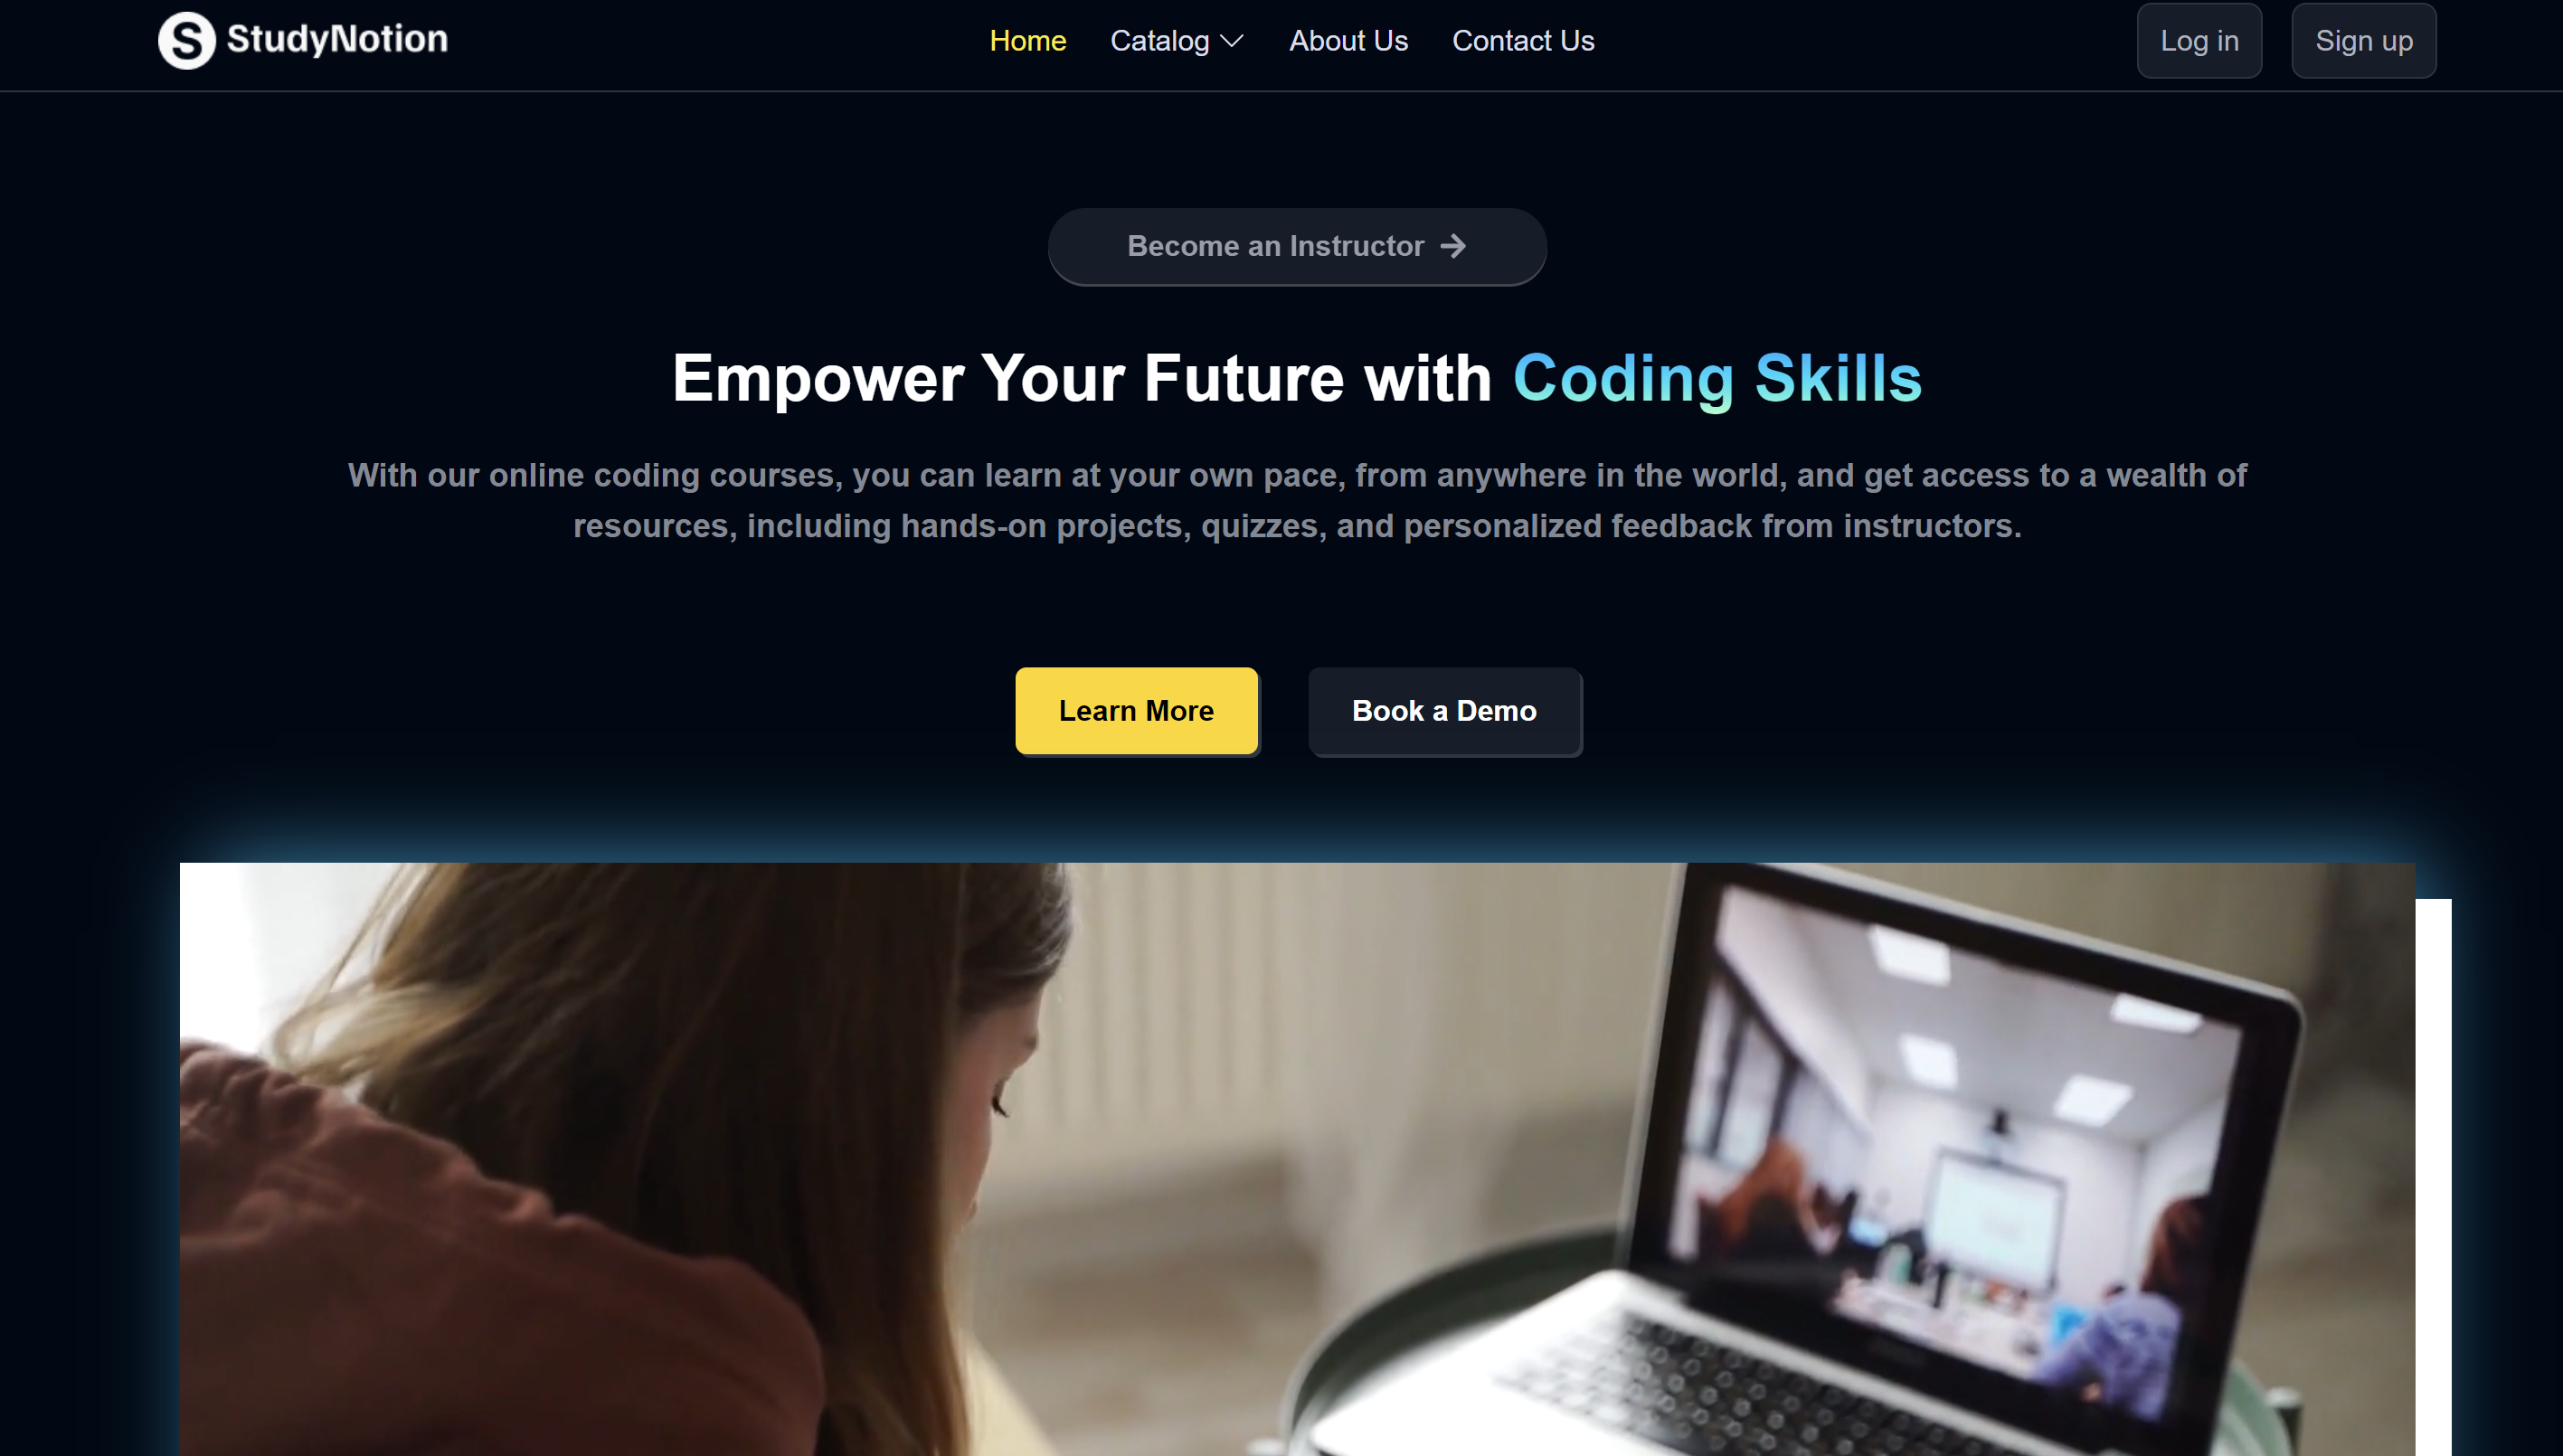 StudyNotion
Home Catalog About Us Contact Us
Log in Sign up
Become an Instructor
Empower Your Future with Coding Skills
With our online coding courses, you can learn at your own pace, from anywhere in the world, and get access to a wealth of
resources, including hands-on projects, quizzes, and personalized feedback from instructors.
Learn More Book a Demo